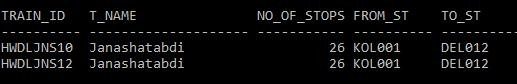 TRAIN_ID T_NAME NO_OF_STOPS FROM_ST TO_ST
---------- -------------------- ----------- ---------- ----------
HWDLJNS10 Janashatabdi 26 KOL001 DEL012
HWDLJNS12 Janashatabdi 26 KOL001 DEL012